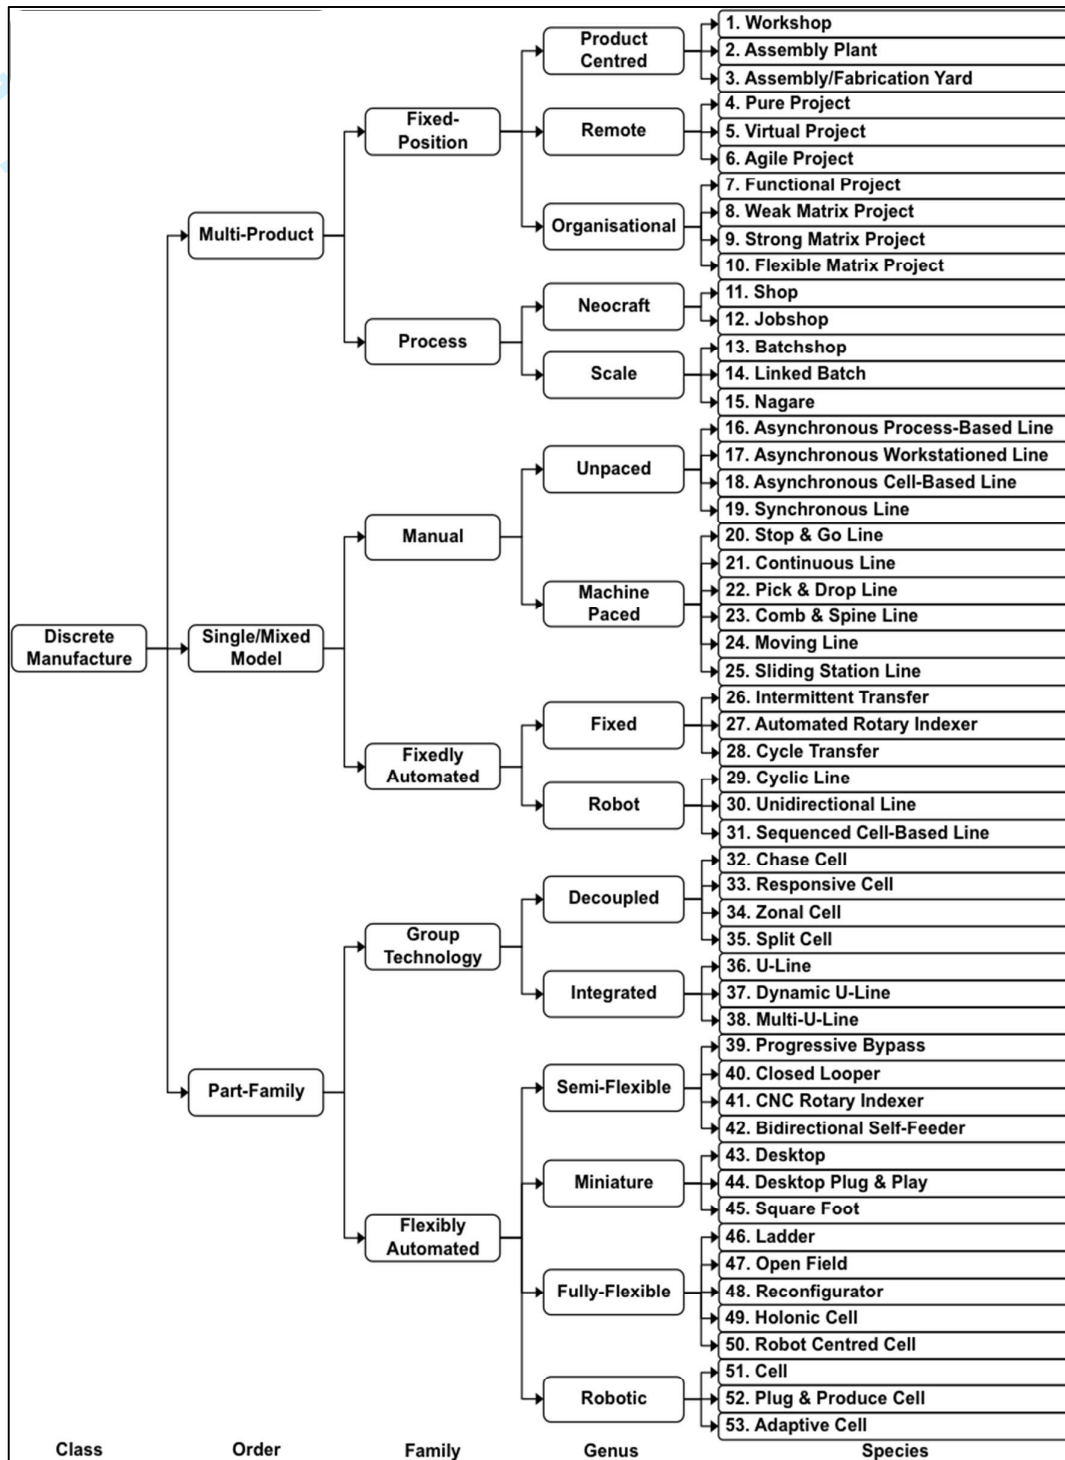 Discrete
Manufacture
Multi-Product
Single/Mixed
Model
Part-Family
Fixed-
Position
Process
Manual
Fixedly
Automated
Group
Technology
Flexibly
Automated
Product
Centred
Remote
Organisational
Neocraft
Scale
Unpaced
Machine
Paced
Fixed
Robot
Decoupled
Integrated
Semi-Flexible
Miniature
Fully-Flexible
Robotic
1. Workshop
2. Assembly Plant
3. Assembly/Fabrication Yard
4. Pure Project
5. Virtual Project
6. Agile Project
7. Functional Project
8. Weak Matrix Project
9. Strong Matrix Project
10. Flexible Matrix Project
11. Shop
12. Jobshop
13. Batchshop
14. Linked Batch
15. Nagare
16. Asynchronous Process-Based Line
17. Asynchronous Workstationed Line
18. Asynchronous Cell-Based Line
19. Synchronous Line
20. Stop & Go Line
21. Continuous Line
22. Pick & Drop Line
23. Comb & Spine Line
24. Moving Line
25. Sliding Station Line
26. Intermittent Transfer
27. Automated Rotary Indexer
28. Cycle Transfer
29. Cyclic Line
30. Unidirectional Line
31. Sequenced Cell-Based Line
32. Chase Cell
33. Responsive Cell
34. Zonal Cell
35. Split Cell
36. U-Line
37. Dynamic U-Line
38. Multi-U-Line
39. Progressive Bypass
40. Closed Looper
41. CNC Rotary Indexer
42. Bidirectional Self-Feeder
43. Desktop
44. Desktop Plug & Play
45. Square Foot
46. Ladder
47. Open Field
48. Reconfigurator
49. Holonic Cell
50. Robot Centred Cell
51. Cell
52. Plug & Produce Cell
53. Adaptive Cell
Class
Order
Family
Genus
Species